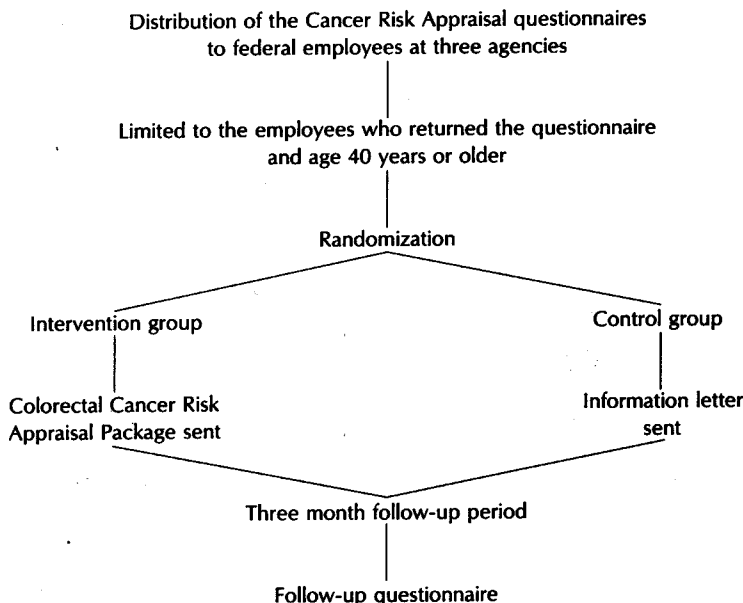 Distribution of the Cancer Risk Appraisal questionnaires
to federal employees at three agencies
Limited to the employees who returned the questionnaire
and age 40 years or older
Randomization
Intervention group
Control group
Colorectal Cancer Risk
Appraisal Package sent
Information letter
sent
Three month follow-up period
Follow-up questionnaire